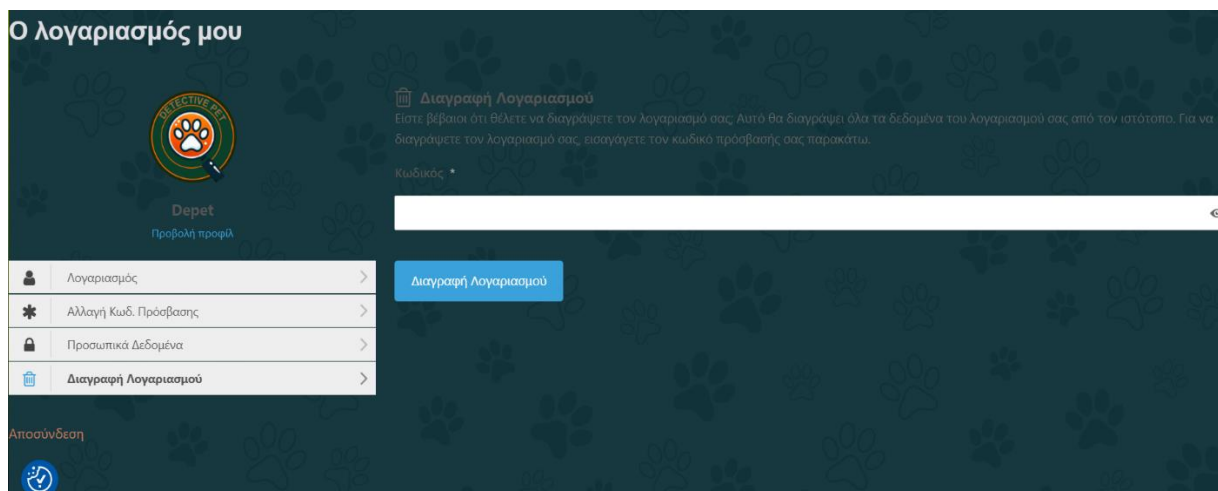 Ο λογαριασμός μου
DETECTIVE PET
Depet
Προβολή προφίλ
Λογαριασμός
Αλλαγή Κωδ. Πρόσβασης
Προσωπικά Δεδομένα
Διαγραφή Λογαριασμού
Αποσύνδεση
Διαγραφή Λογαριασμού
Είστε βέβαιοι ότι θέλετε να διαγράψετε τον λογαριασμό σας; Αυτό θα διαγράψει όλα τα δεδομένα του λογαριασμού σας από τον ιστότοπο. Για να
διαγράψετε τον λογαριασμό σας, εισαγάγετε τον κωδικό πρόσβασής σας παρακάτω.
Κωδικός *
Διαγραφή Λογαριασμού